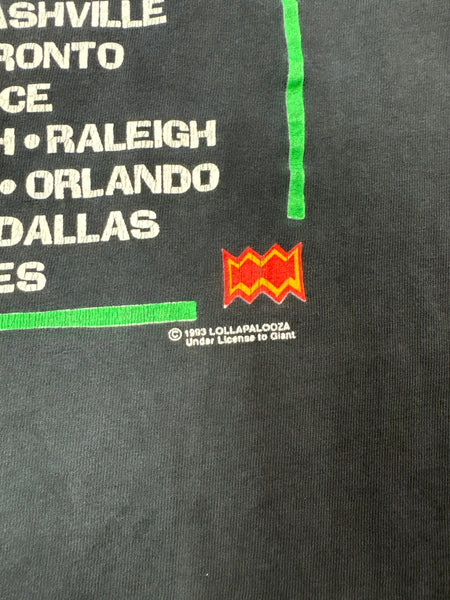 ASHVILLE
RONTO
CE
H • RALEIGH
• ORLANDO
DALLAS
ES
© 1993 LOLLAPALOOZA
Under License to Giant